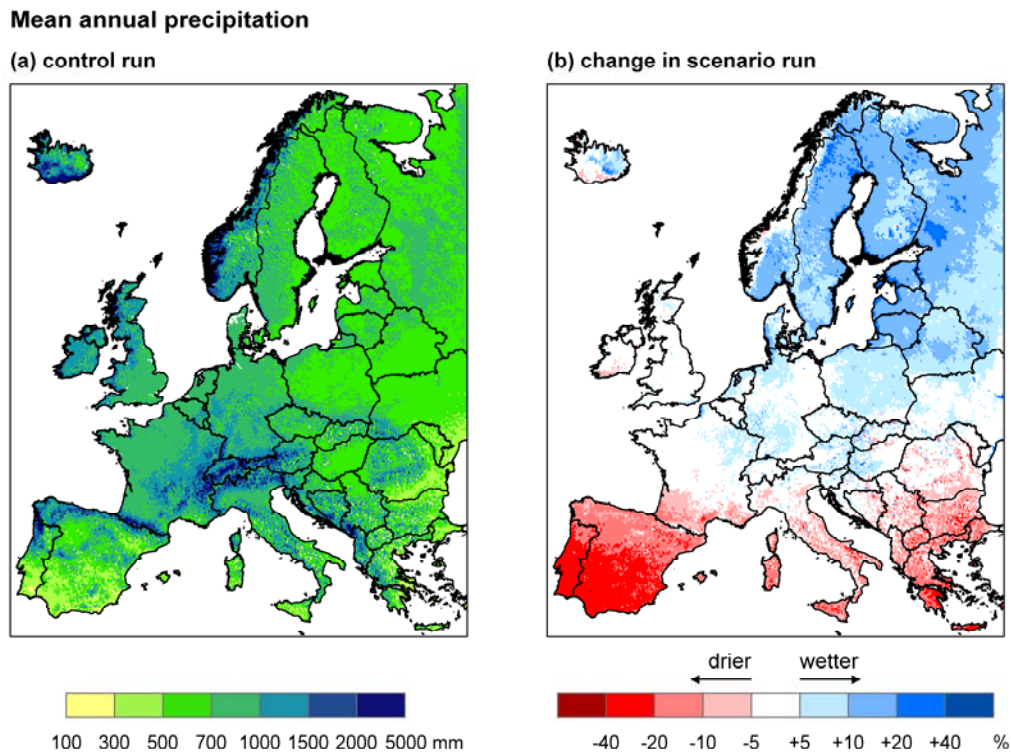 Mean annual precipitation
(a) control run
(b) change in scenario run
drier wetter
100 300 500 700 1000 1500 2000 5000 mm
-40 -20 -10 -5 +5 +10 +20 +40 %